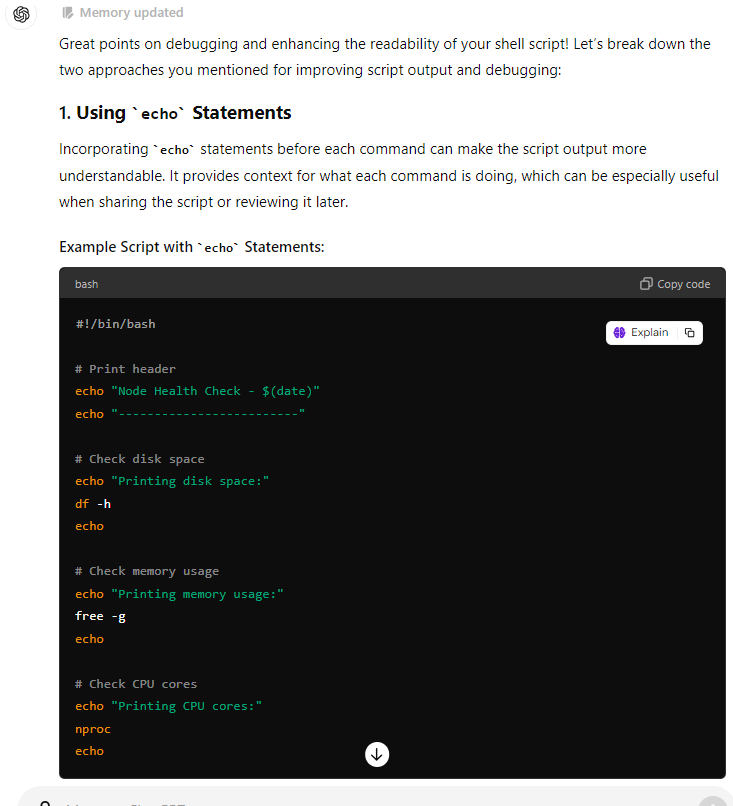 Memory updated
Great points on debugging and enhancing the readability of your shell script! Let's break down the
two approaches you mentioned for improving script output and debugging:
1. Using `echo` Statements
Incorporating `echo` statements before each command can make the script output more
understandable. It provides context for what each command is doing, which can be especially useful
when sharing the script or reviewing it later.
Example Script with `echo` Statements:
bash Copy code
#!/bin/bash
Explain
# Print header
echo "Node Health Check - $(date)"
echo "-------------------------"
# Check disk space
echo "Printing disk space:"
df -h
echo
# Check memory usage
echo "Printing memory usage:"
free -g
echo
# Check CPU cores
echo "Printing CPU cores:"
nproc
echo